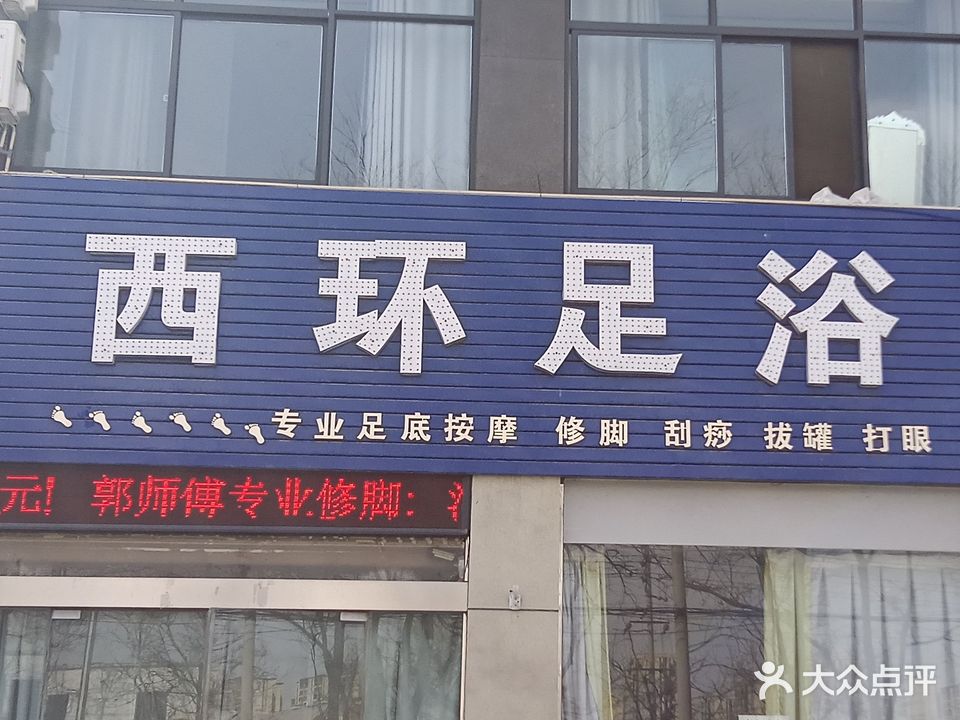 西环足浴
专业足底按摩 修脚 刮痧 拔罐 打眼
郭师傅专业修脚:
大众点评